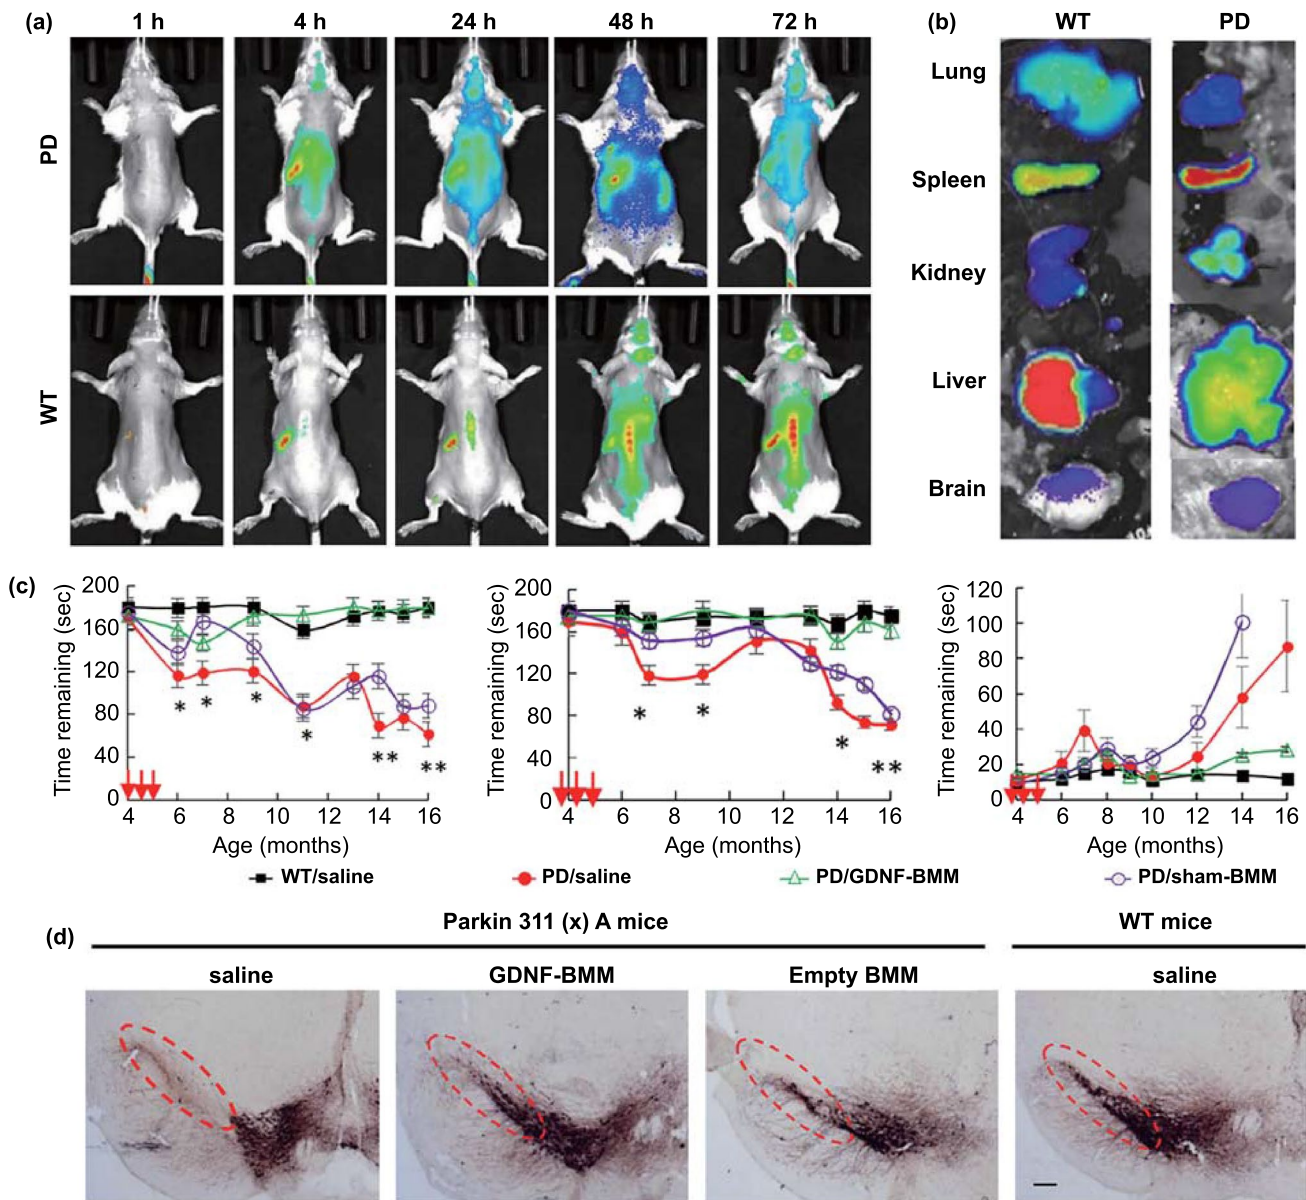 (a) 1 h 4 h 24 h 48 h 72 h
PD
WT
(b) WT PD
Lung
Spleen
Kidney
Liver
Brain
(c)
Time remaining (sec)
200
160
120
80
40
0
* * * * ** **
4 6 8 10 12 14 16
Age (months)
Time remaining (sec)
200
160
120
80
40
0
* * * **
4 6 8 10 12 14 16
Age (months)
Time remaining (sec)
120
100
80
60
40
20
0
4 6 8 10 12 14 16
Age (months)
WT/saline PD/saline PD/GDNF-BMM PD/sham-BMM
(d) Parkin 311 (x) A mice WT mice
saline GDNF-BMM Empty BMM saline